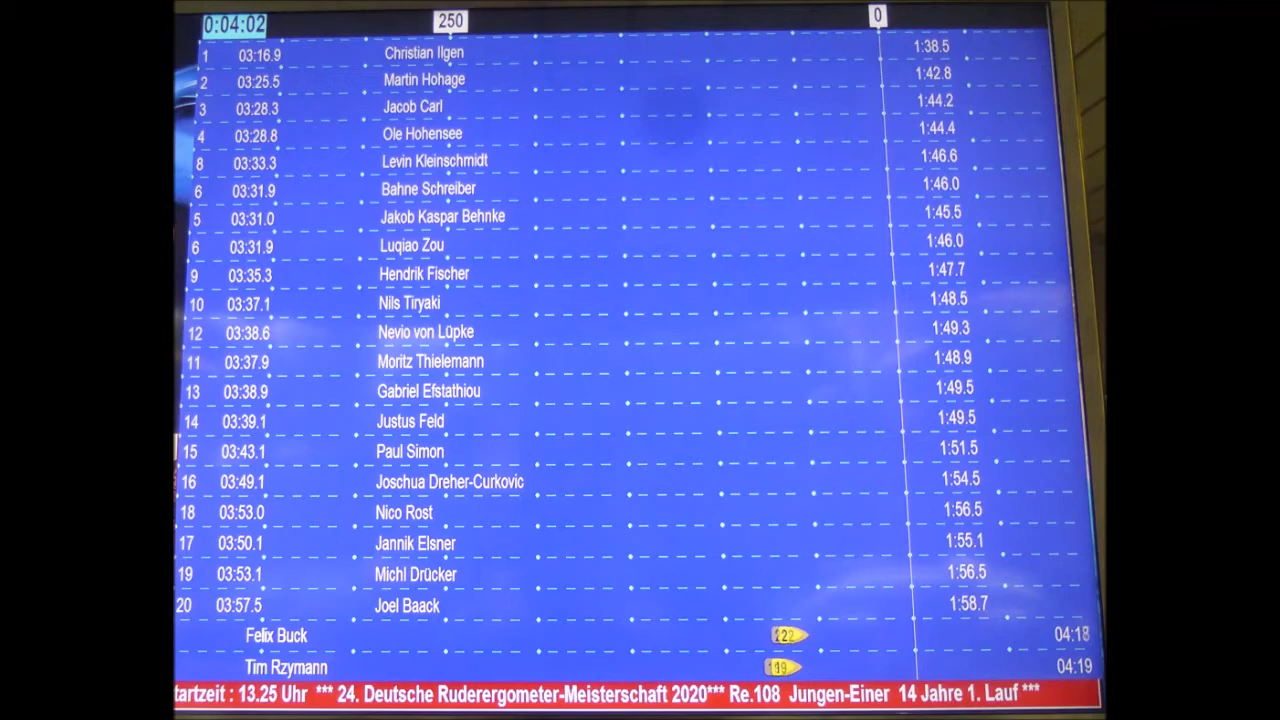 0:04:02 250 0
1 03:16.9 Christian Ilgen 1:38.5
2 03:25.5 Martin Hohage 1:42.8
3 03:28.3 Jacob Carl 1:44.2
4 03:28.8 Ole Hohensee 1:44.4
8 03:33.3 Levin Kleinschmidt 1:46.6
6 03:31.9 Bahne Schreiber 1:46.0
5 03:31.0 Jakob Kaspar Behnke 1:45.5
6 03:31.9 Luqiao Zou 1:46.0
9 03:35.3 Hendrik Fischer 1:47.7
10 03:37.1 Nils Tiryaki 1:48.5
12 03:38.6 Nevio von Lüpke 1:49.3
11 03:37.9 Moritz Thielemann 1:48.9
13 03:38.9 Gabriel Efstathiou 1:49.5
14 03:39.1 Justus Feld 1:49.5
15 03:43.1 Paul Simon 1:51.5
16 03:49.1 Joschua Dreher-Curkovic 1:54.5
18 03:53.0 Nico Rost 1:56.5
17 03:50.1 Jannik Elsner 1:55.1
19 03:53.1 Michl Drücker 1:56.5
20 03:57.5 Joel Baack 1:58.7
Felix Buck 122 04:18
Tim Rzymann 04:19
tartzeit : 13.25 Uhr *** 24. Deutsche Ruderergometer-Meisterschaft 2020*** Re.108 Jungen-Einer 14 Jahre 1. Lauf ***